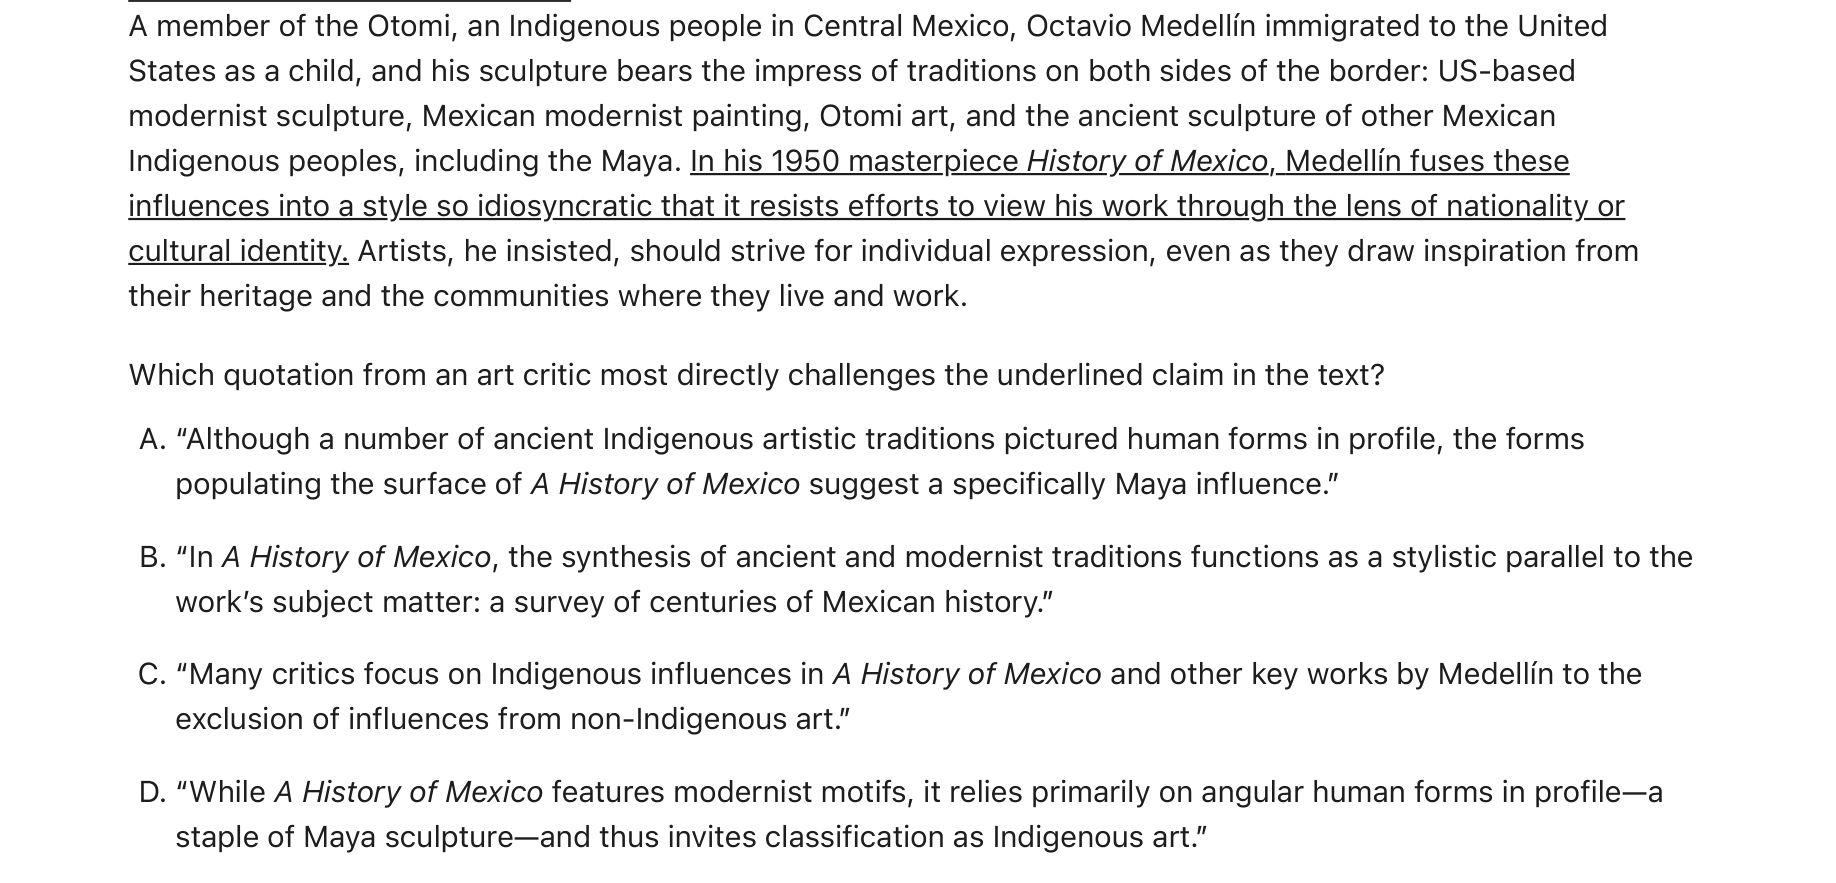 A member of the Otomi, an Indigenous people in Central Mexico, Octavio Medellín immigrated to the United
States as a child, and his sculpture bears the impress of traditions on both sides of the border: US-based
modernist sculpture, Mexican modernist painting, Otomi art, and the ancient sculpture of other Mexican
Indigenous peoples, including the Maya. In his 1950 masterpiece History of Mexico, Medellín fuses these
influences into a style so idiosyncratic that it resists efforts to view his work through the lens of nationality or
cultural identity. Artists, he insisted, should strive for individual expression, even as they draw inspiration from
their heritage and the communities where they live and work.
Which quotation from an art critic most directly challenges the underlined claim in the text?
A. “Although a number of ancient Indigenous artistic traditions pictured human forms in profile, the forms
populating the surface of A History of Mexico suggest a specifically Maya influence.”
B. “In A History of Mexico, the synthesis of ancient and modernist traditions functions as a stylistic parallel to the
work’s subject matter: a survey of centuries of Mexican history.”
C. “Many critics focus on Indigenous influences in A History of Mexico and other key works by Medellín to the
exclusion of influences from non-Indigenous art.”
D. “While A History of Mexico features modernist motifs, it relies primarily on angular human forms in profile—a
staple of Maya sculpture—and thus invites classification as Indigenous art.”